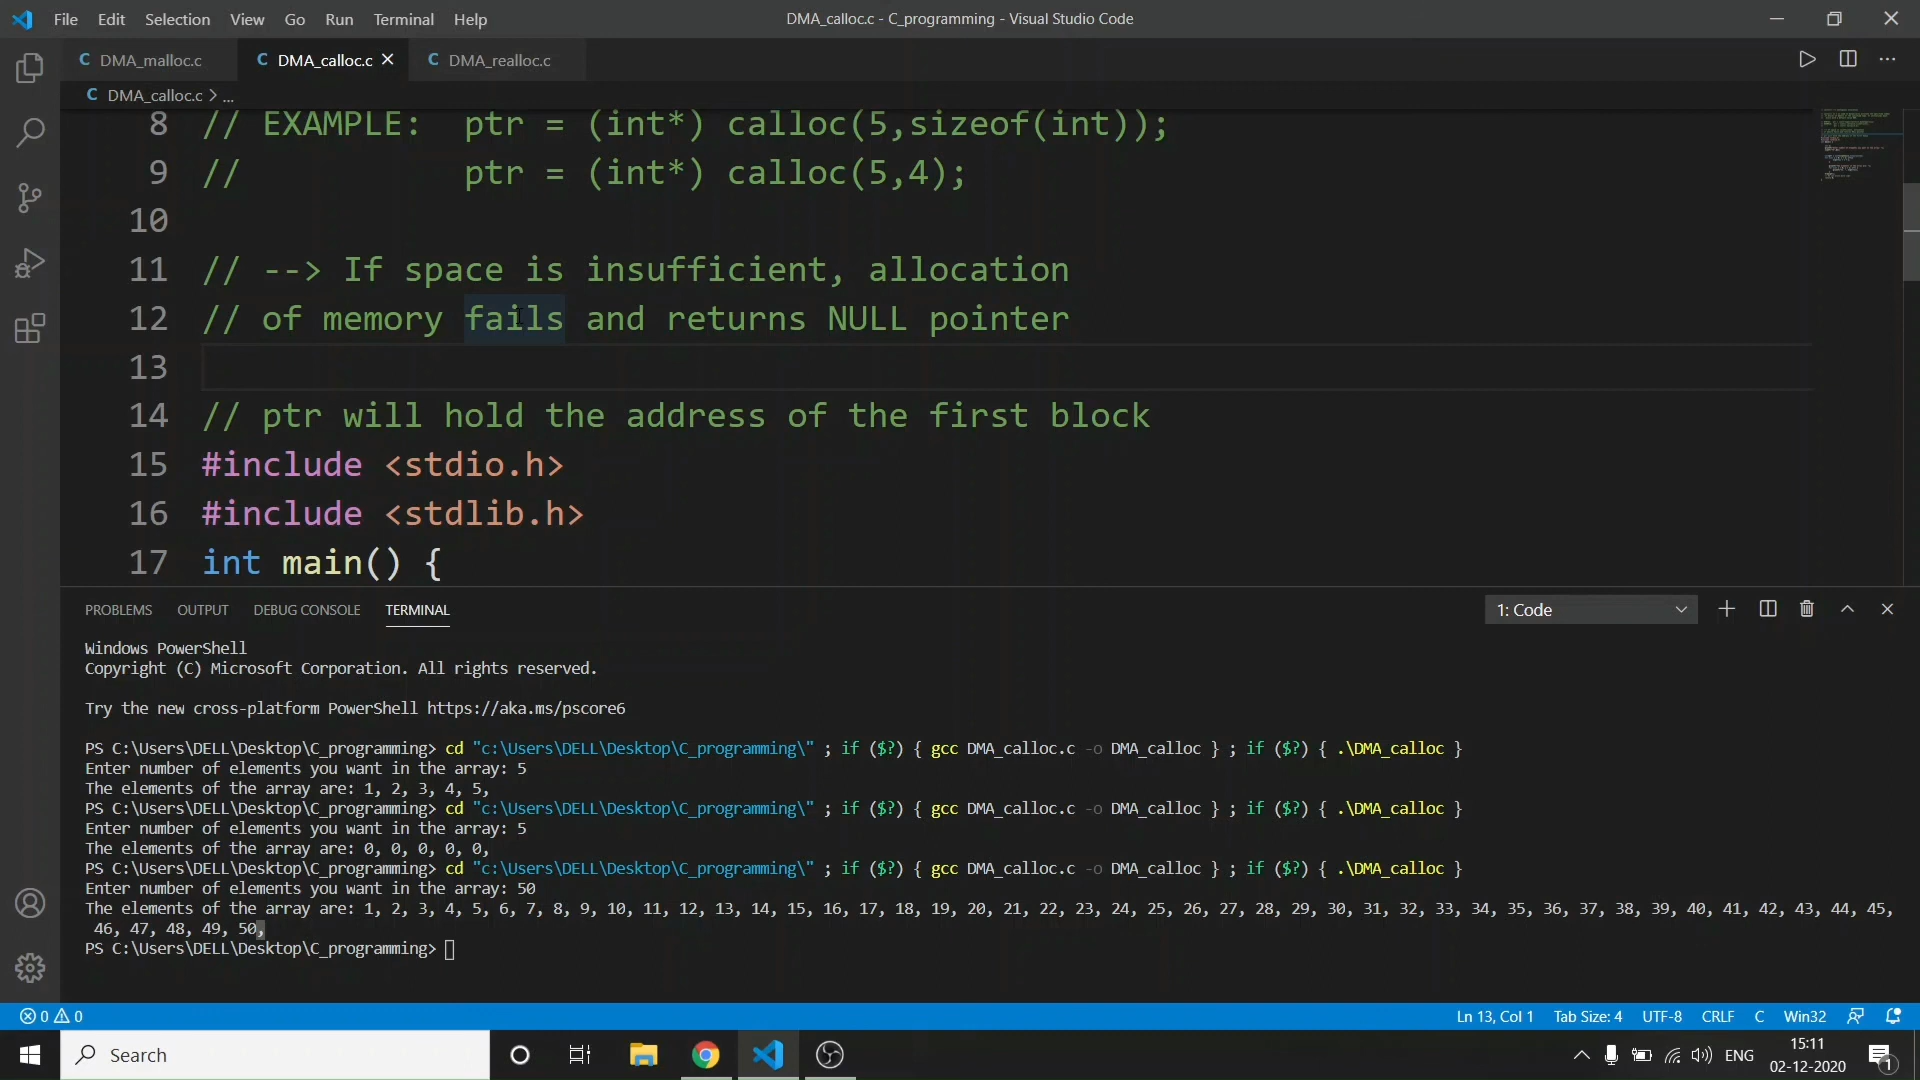 File Edit Selection View Go Run Terminal Help
DMA_calloc.c - C_programming - Visual Studio Code
C DMA_malloc.c
C DMA_calloc.c
C DMA_realloc.c
C DMA_calloc.c > ...
8 // EXAMPLE:  ptr = (int*) calloc(5,sizeof(int));
9 //           ptr = (int*) calloc(5,4);
10
11 // --> If space is insufficient, allocation
12 // of memory fails and returns NULL pointer
13
14 // ptr will hold the address of the first block
15 #include <stdio.h>
16 #include <stdlib.h>
17 int main() {
PROBLEMS OUTPUT DEBUG CONSOLE TERMINAL
1: Code
Windows PowerShell
Copyright (C) Microsoft Corporation. All rights reserved.
Try the new cross-platform PowerShell https://aka.ms/pscore6
PS C:\Users\DELL\Desktop\C_programming> cd "c:\Users\DELL\Desktop\C_programming\" ; if ($?) { gcc DMA_calloc.c -o DMA_calloc } ; if ($?) { .\DMA_calloc }
Enter number of elements you want in the array: 5
The elements of the array are: 1, 2, 3, 4, 5,
PS C:\Users\DELL\Desktop\C_programming> cd "c:\Users\DELL\Desktop\C_programming\" ; if ($?) { gcc DMA_calloc.c -o DMA_calloc } ; if ($?) { .\DMA_calloc }
Enter number of elements you want in the array: 5
The elements of the array are: 0, 0, 0, 0, 0,
PS C:\Users\DELL\Desktop\C_programming> cd "c:\Users\DELL\Desktop\C_programming\" ; if ($?) { gcc DMA_calloc.c -o DMA_calloc } ; if ($?) { .\DMA_calloc }
Enter number of elements you want in the array: 50
The elements of the array are: 1, 2, 3, 4, 5, 6, 7, 8, 9, 10, 11, 12, 13, 14, 15, 16, 17, 18, 19, 20, 21, 22, 23, 24, 25, 26, 27, 28, 29, 30, 31, 32, 33, 34, 35, 36, 37, 38, 39, 40, 41, 42, 43, 44, 45,
46, 47, 48, 49, 50,
PS C:\Users\DELL\Desktop\C_programming>
0 0
Ln 13, Col 1 Tab Size: 4 UTF-8 CRLF C Win32
Search
ENG
15:11
02-12-2020
1